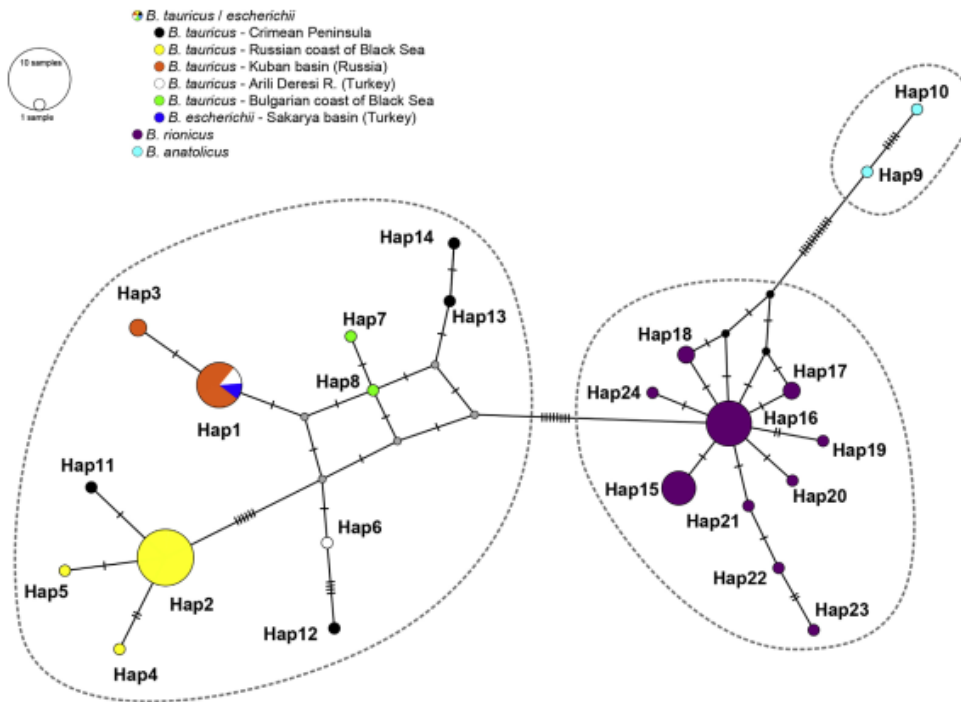 B. tauricus / escherichii
B. tauricus - Crimean Peninsula
B. tauricus - Russian coast of Black Sea
B. tauricus - Kuban basin (Russia)
B. tauricus - Arili Deresi R. (Turkey)
B. tauricus - Bulgarian coast of Black Sea
B. escherichii - Sakarya basin (Turkey)
B. rionicus
B. anatolicus
10 samples
1 sample
Hap10
Hap9
Hap14
Hap3
Hap13
Hap7
Hap18
Hap17
Hap8
Hap24
Hap16
Hap1
Hap19
Hap11
Hap15
Hap20
Hap21
Hap6
Hap22
Hap5
Hap2
Hap23
Hap12
Hap4